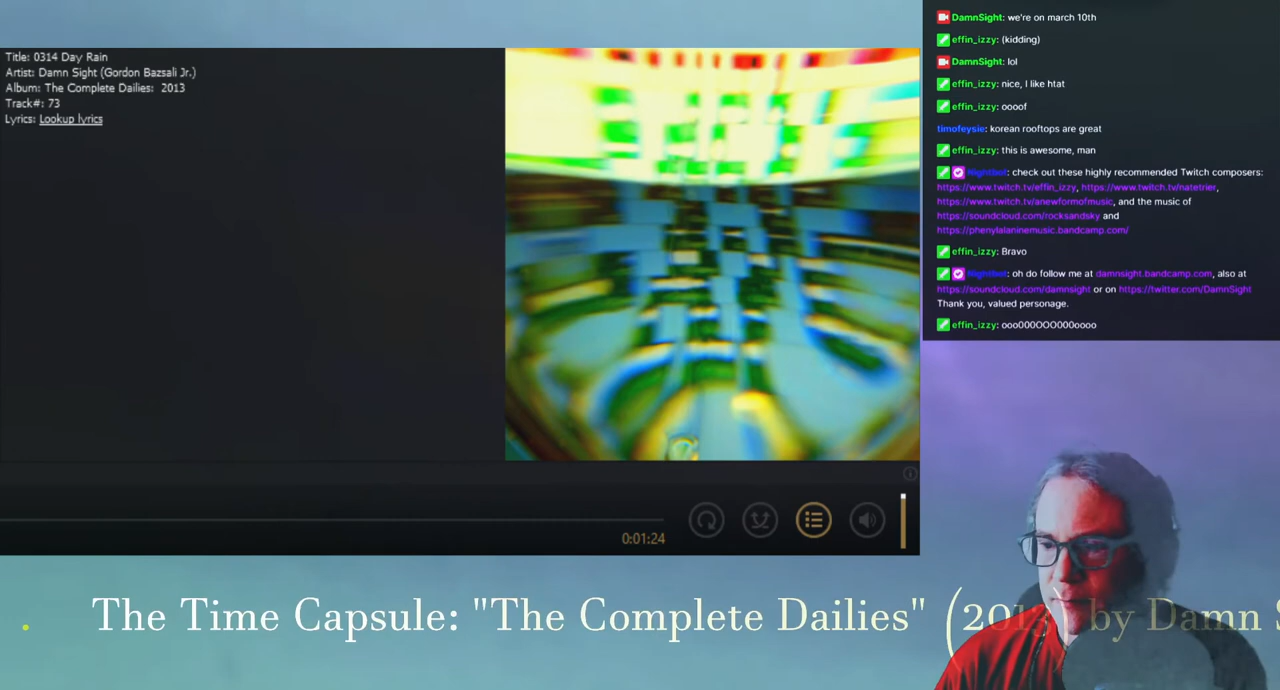 Title: 0314 Day Rain
Artist: Damn Sight (Gordon Bazsali Jr.)
Album: The Complete Dailies:  2013
Track#: 73
Lyrics: Lookup lyrics
0:01:24
DamnSight: we're on march 10th
effin_izzy: (kidding)
DamnSight: lol
effin_izzy: nice, I like htat
effin_izzy: oooof
timofeysie: korean rooftops are great
effin_izzy: this is awesome, man
Nightbot: check out these highly recommended Twitch composers:
https://www.twitch.tv/effin_izzy, https://www.twitch.tv/natetrier,
https://www.twitch.tv/anewformofmusic, and the music of
https://soundcloud.com/rocksandsky and
https://phenylalaninemusic.bandcamp.com/
effin_izzy: Bravo
Nightbot: oh do follow me at damnsight.bandcamp.com, also at
https://soundcloud.com/damnsight or on https://twitter.com/DamnSight
Thank you, valued personage.
effin_izzy: ooo000OOO000oooo
. The Time Capsule: "The Complete Dailies" (2013) by Damn S